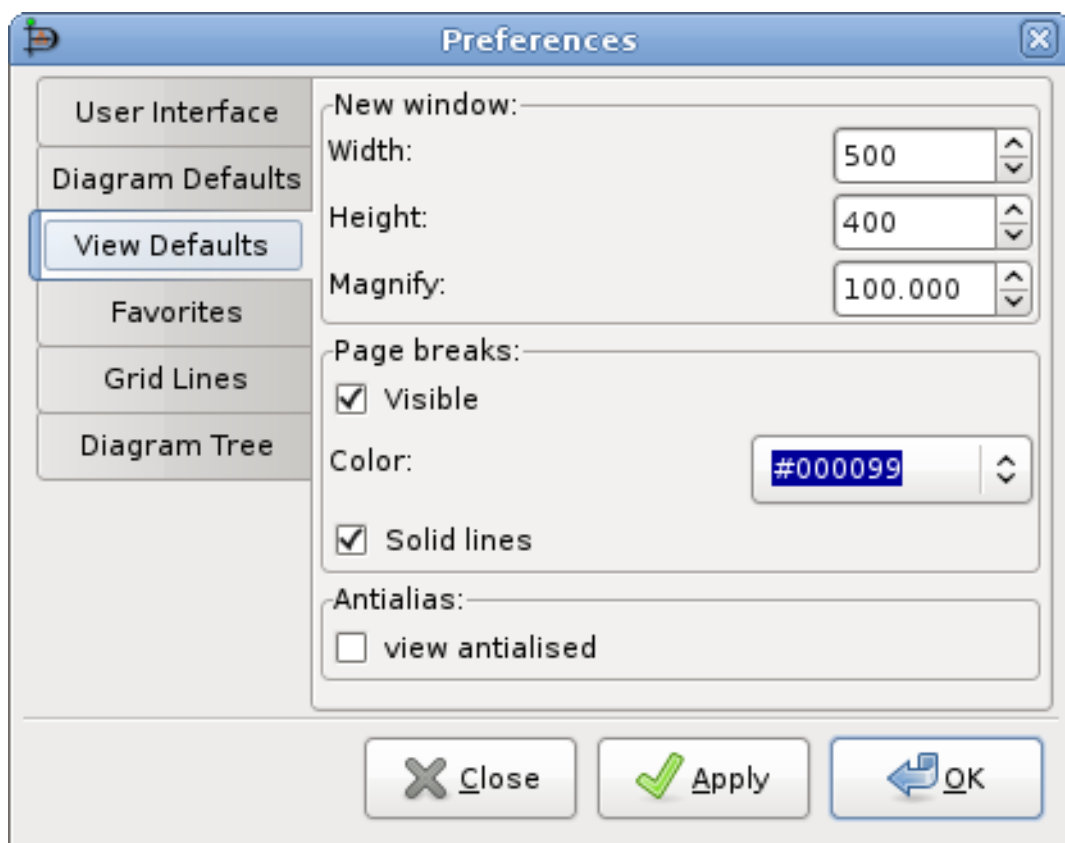 Preferences
User Interface
Diagram Defaults
View Defaults
Favorites
Grid Lines
Diagram Tree
New window:
Width:
500
Height:
400
Magnify:
100.000
Page breaks:
Visible
Color:
#000099
Solid lines
Antialias:
view antialised
Close
Apply
OK